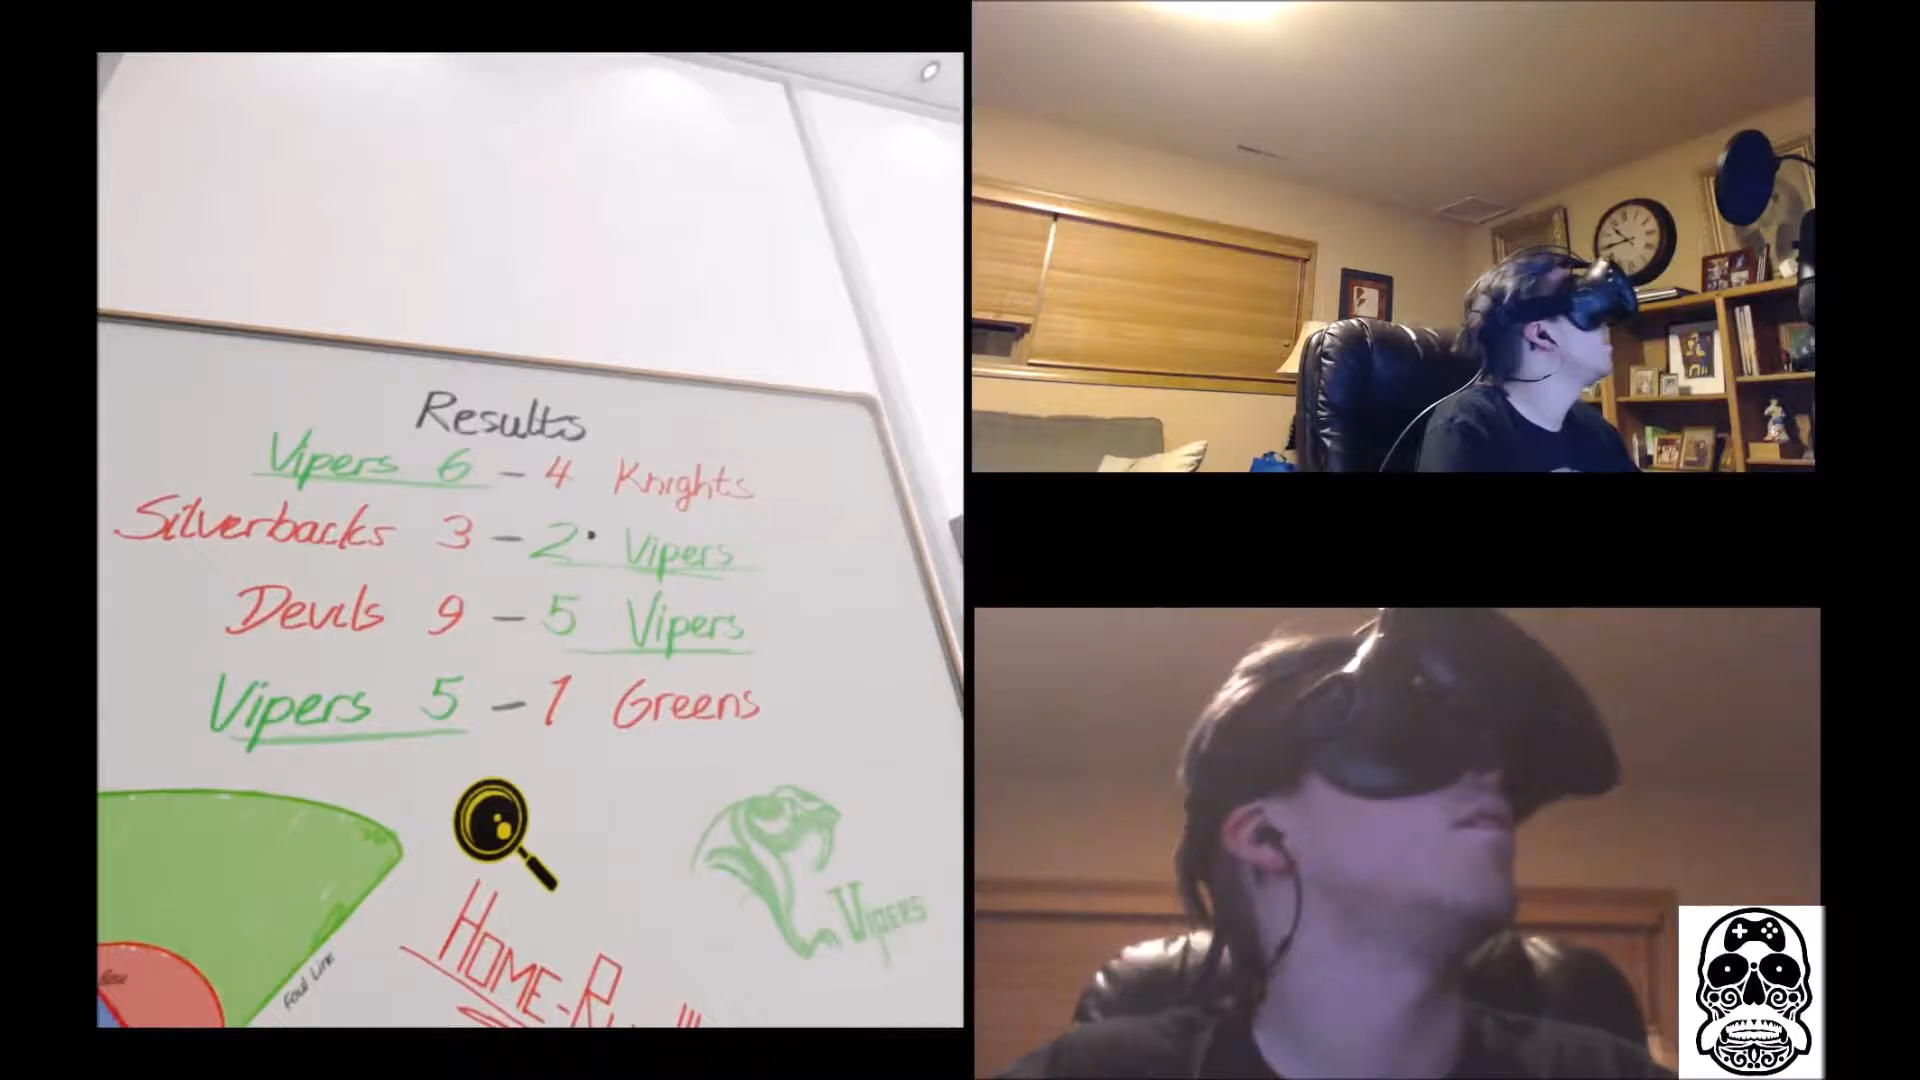 Results
Vipers 6 - 4 Knights
Silverbacks 3 - 2 Vipers
Devils 9 - 5 Vipers
Vipers 5 - 1 Greens
Vipers
Foul Line
HOME-